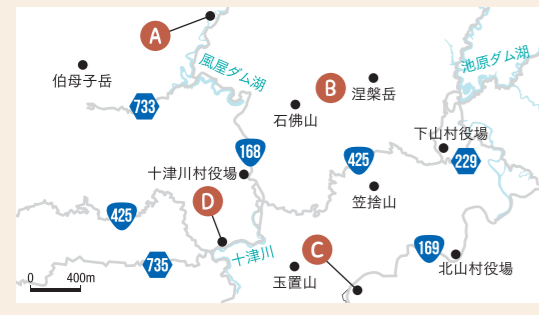 A
池原ダム湖
風屋ダム湖
伯母子岳
B
涅槃岳
733
石佛山
下山村役場
168
425
229
十津川村役場
D
笠捨山
425
C
169
十津川
735
北山村役場
0 400m
玉置山